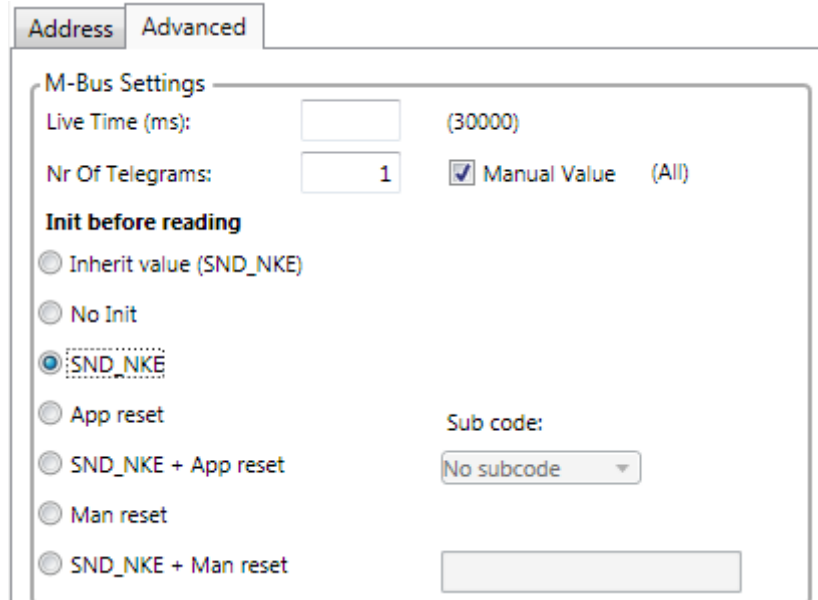 Address Advanced
M-Bus Settings
Live Time (ms): (30000)
Nr Of Telegrams: 1 Manual Value (All)
Init before reading
Inherit value (SND_NKE)
No Init
SND_NKE
App reset
Sub code:
SND_NKE + App reset No subcode
Man reset
SND_NKE + Man reset